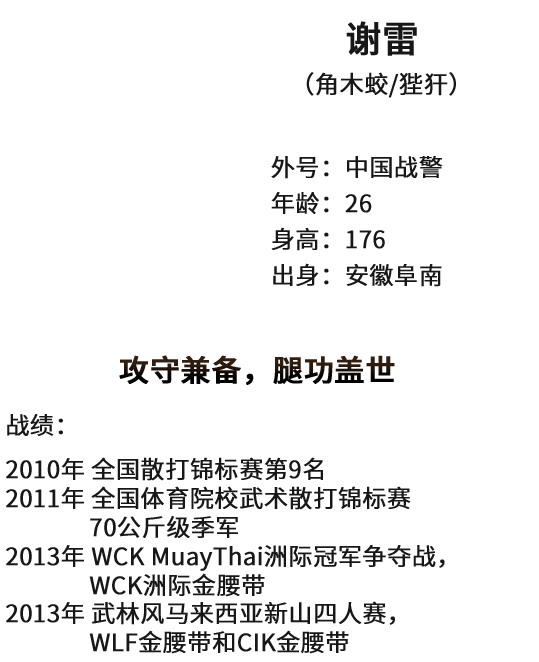 谢雷
（角木蛟/狴犴）
外号：中国战警
年龄：26
身高：176
出身：安徽阜南
攻守兼备，腿功盖世
战绩：
2010年 全国散打锦标赛第9名
2011年 全国体育院校武术散打锦标赛
70公斤级季军
2013年 WCK MuayThai洲际冠军争夺战，
WCK洲际金腰带
2013年 武林风马来西亚新山四人赛，
WLF金腰带和CIK金腰带